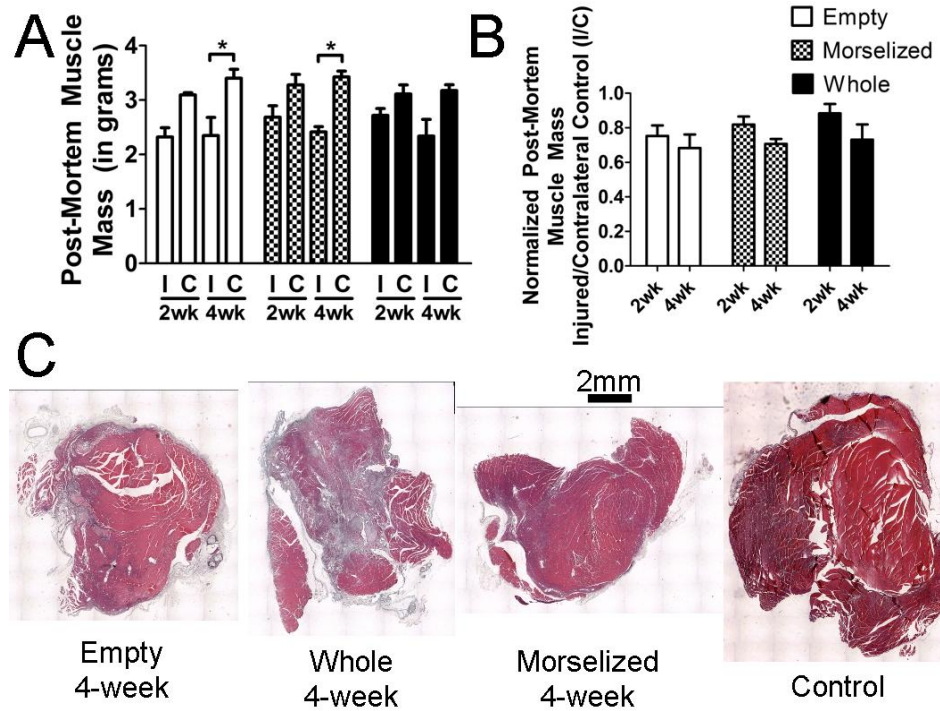 A
Post-Mortem Muscle
Mass (in grams)
4
3
2
1
0
*
*
I C I C I C I C I C I C
2wk 4wk 2wk 4wk 2wk 4wk
B
Empty
Morselized
Whole
Normalized Post-Mortem
Muscle Mass
Injured/Contralateral Control (I/C)
1.0
0.8
0.6
0.4
0.2
0.0
2wk 4wk 2wk 4wk 2wk 4wk
C
2mm
Empty
4-week
Whole
4-week
Morselized
4-week
Control